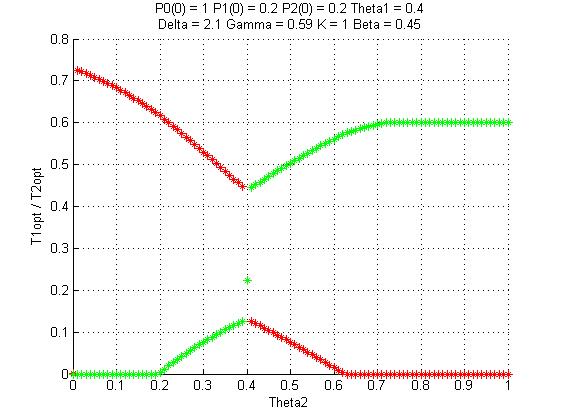 P0(0) = 1 P1(0) = 0.2 P2(0) = 0.2 Theta1 = 0.4
Delta = 2.1 Gamma = 0.59 K = 1 Beta = 0.45
0.8
0.7
0.6
0.5
0.4
0.3
0.2
0.1
0
T1opt / T2opt
0 0.1 0.2 0.3 0.4 0.5 0.6 0.7 0.8 0.9 1
Theta2